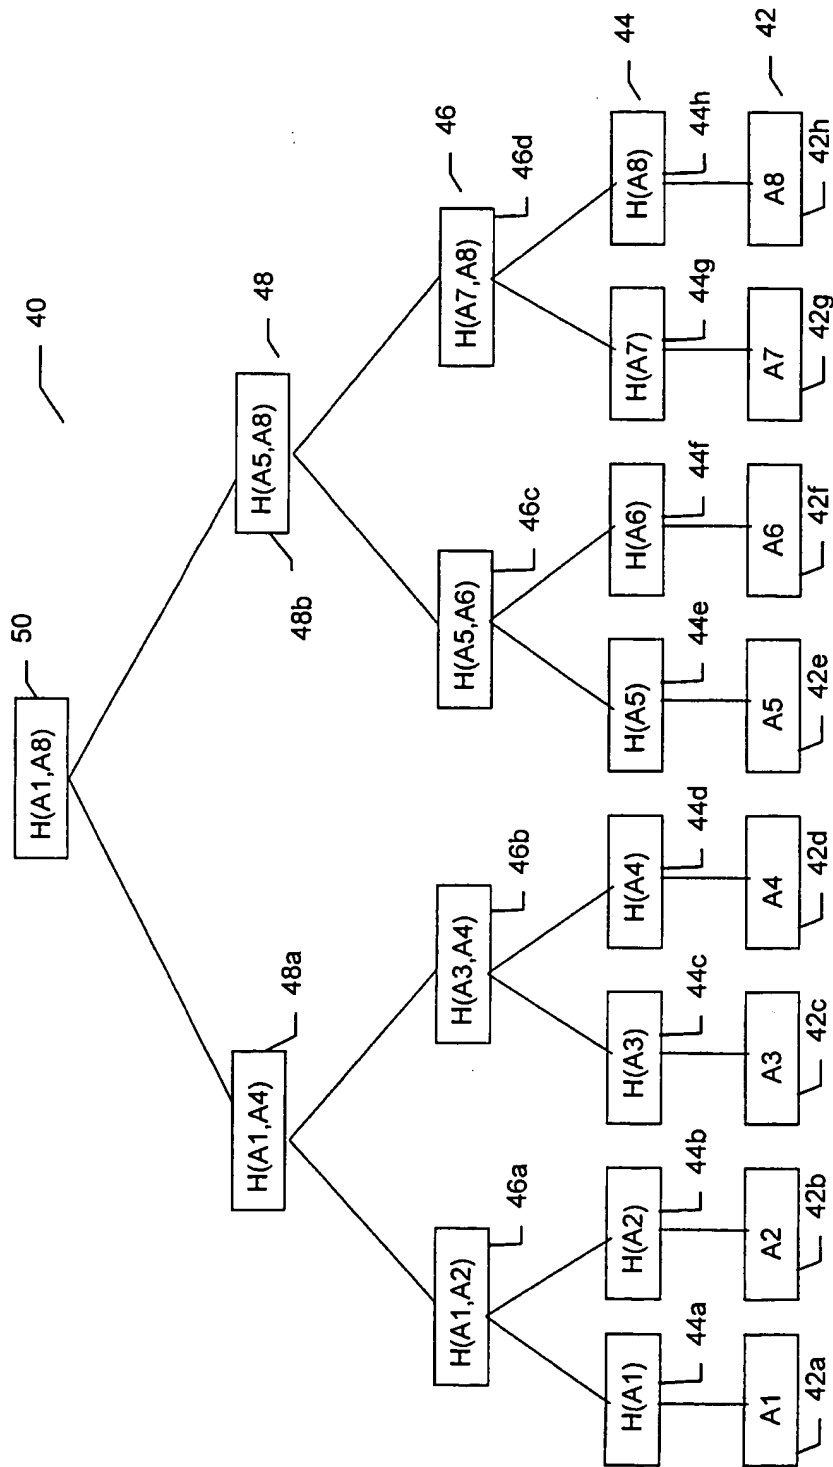 40
H(A1,A8)
50
H(A1,A4)
48a
H(A5,A8)
48b
48
H(A1,A2)
46a
H(A3,A4)
46b
H(A5,A6)
46c
H(A7,A8)
46d
46
H(A1)
44a
H(A2)
44b
H(A3)
44c
H(A4)
44d
H(A5)
44e
H(A6)
44f
H(A7)
44g
H(A8)
44h
44
A1
42a
A2
42b
A3
42c
A4
42d
A5
42e
A6
42f
A7
42g
A8
42h
42